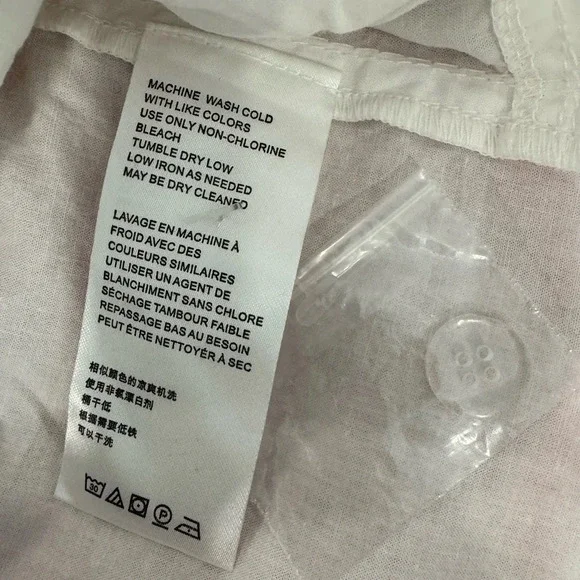 MACHINE WASH COLD
WITH LIKE COLORS
USE ONLY NON-CHLORINE
BLEACH
TUMBLE DRY LOW
LOW IRON AS NEEDED
MAY BE DRY CLEANED
LAVAGE EN MACHINE À
FROID AVEC DES
COULEURS SIMILAIRES
UTILISER UN AGENT DE
BLANCHIMENT SANS CHLORE
SÉCHAGE TAMBOUR FAIBLE
REPASSAGE BAS AU BESOIN
PEUT ÊTRE NETTOYÉR À SEC
相似颜色的凉爽机洗
使用非氯漂白剂
桶干低
根据需要低铁
可以干洗
30 P